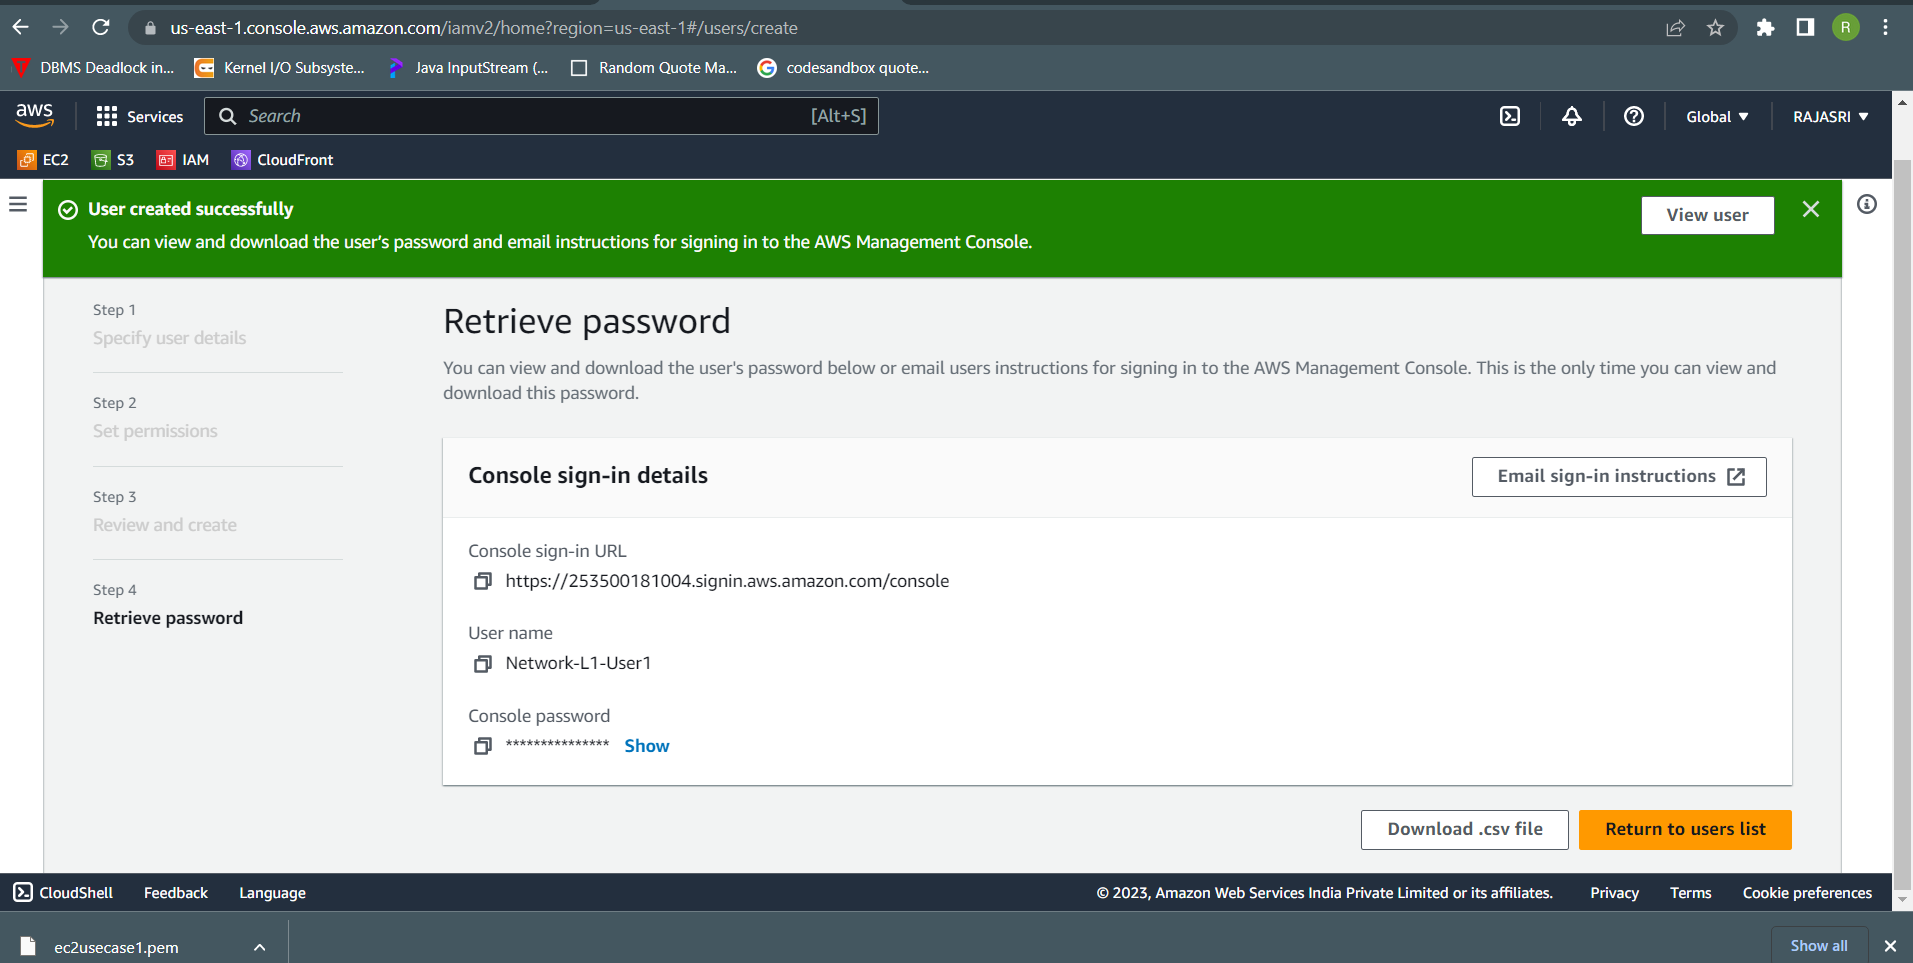 us-east-1.console.aws.amazon.com/iamv2/home?region=us-east-1#/users/create
R
DBMS Deadlock in...
Kernel I/O Subsyste...
Java InputStream (...
Random Quote Ma...
codesandbox quote...
aws
Services
Search
[Alt+S]
Global
RAJASRI
EC2
S3
IAM
CloudFront
User created successfully
You can view and download the user's password and email instructions for signing in to the AWS Management Console.
View user
Step 1
Specify user details
Step 2
Set permissions
Step 3
Review and create
Step 4
Retrieve password
Retrieve password
You can view and download the user's password below or email users instructions for signing in to the AWS Management Console. This is the only time you can view and
download this password.
Console sign-in details
Email sign-in instructions
Console sign-in URL
https://253500181004.signin.aws.amazon.com/console
User name
Network-L1-User1
Console password
*************** Show
Download .csv file
Return to users list
CloudShell
Feedback
Language
© 2023, Amazon Web Services India Private Limited or its affiliates.
Privacy
Terms
Cookie preferences
ec2usecase1.pem
Show all